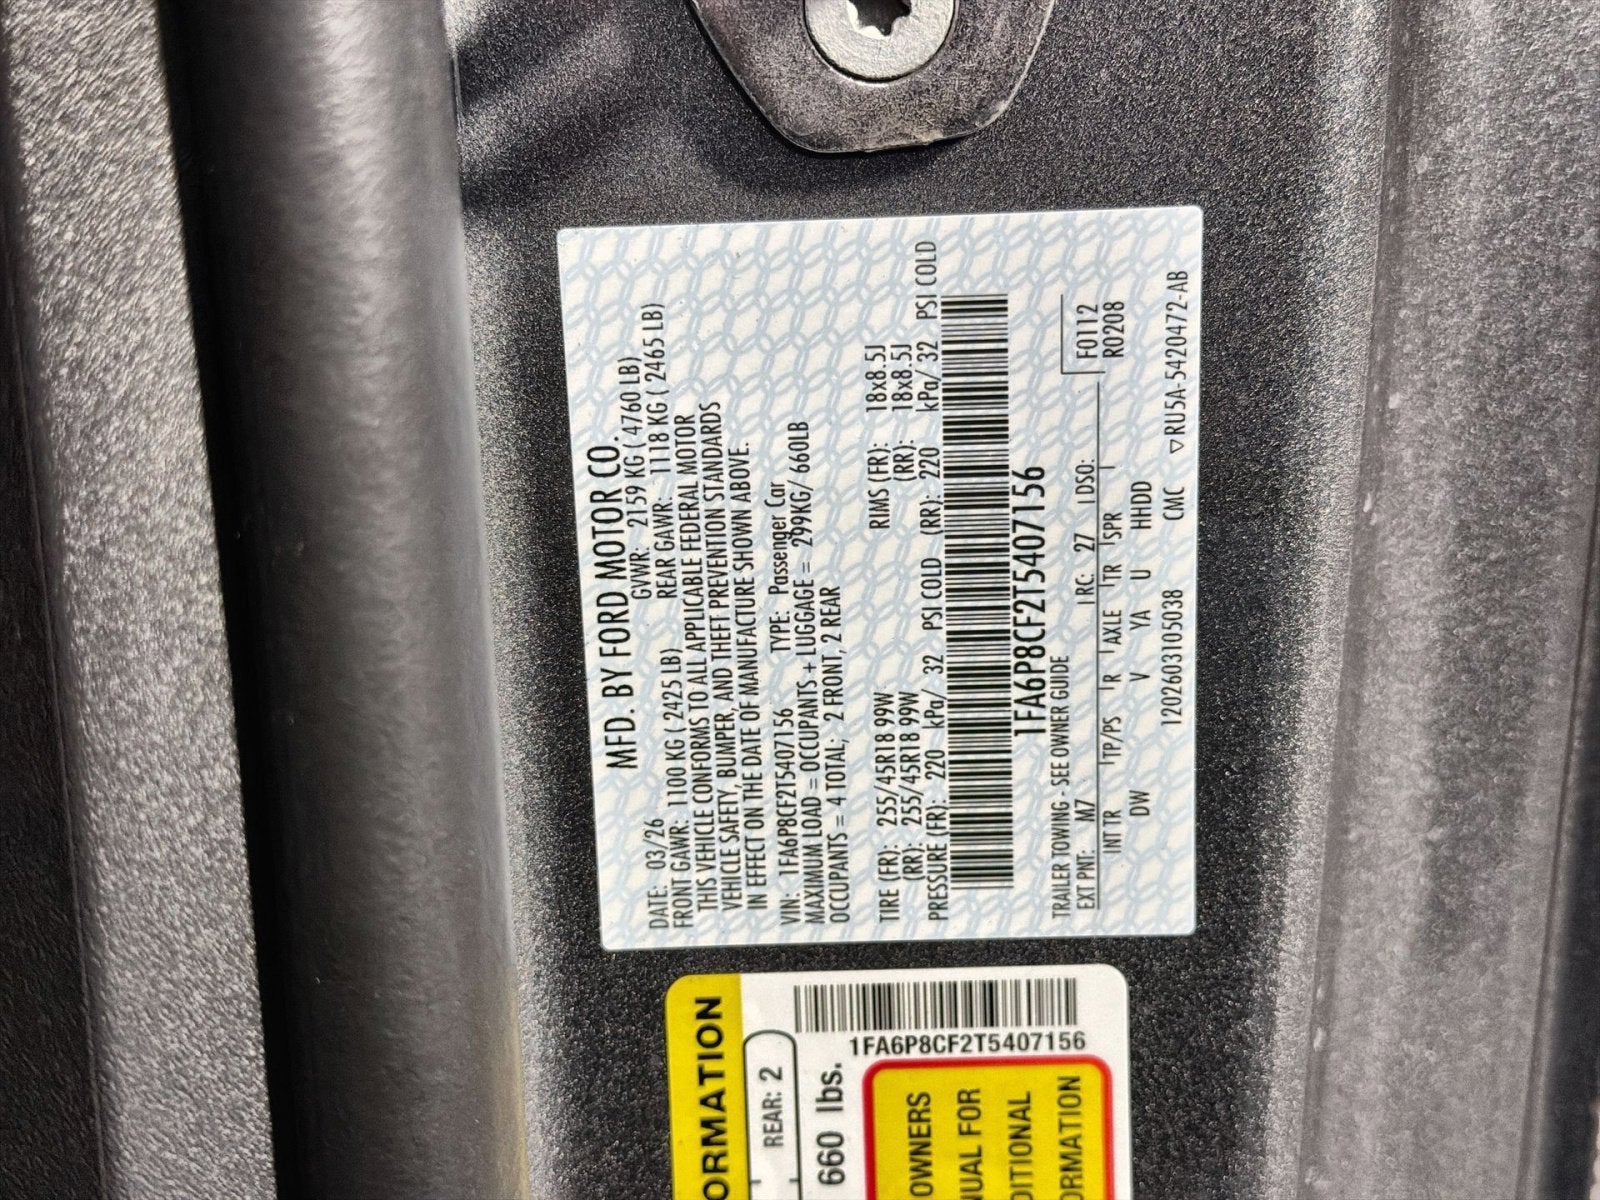 MFD. BY FORD MOTOR CO.
DATE: 03/26 GVWR: 2159 KG ( 4760 LB)
FRONT GAWR: 1100 KG ( 2425 LB) REAR GAWR: 1118 KG ( 2465 LB)
THIS VEHICLE CONFORMS TO ALL APPLICABLE FEDERAL MOTOR
VEHICLE SAFETY, BUMPER, AND THEFT PREVENTION STANDARDS
IN EFFECT ON THE DATE OF MANUFACTURE SHOWN ABOVE.
VIN: 1FA6P8CF2T5407156 TYPE: Passenger Car
MAXIMUM LOAD = OCCUPANTS + LUGGAGE = 299KG/ 660LB
OCCUPANTS = 4 TOTAL, 2 FRONT, 2 REAR
TIRE (FR): 255/45R18 99W RIMS (FR): 18x8.5J
(RR): 255/45R18 99W (RR): 18x8.5J
PRESSURE (FR): 220 kPa/ 32 PSI COLD (RR): 220 kPa/ 32 PSI COLD
1FA6P8CF2T5407156
TRAILER TOWING - SEE OWNER GUIDE
EXT PNT: M7 RC: 27 DSO: F0112
INT TR TP/PS R AXLE TR SPR R0208
DW V YA U HHDD
1202603105038 CMC ▽RU5A-5420472-AB
ORMATION
REAR: 2
660 lbs.
1FA6P8CF2T5407156
OWNERS
NUAL FOR
DITIONAL
ORMATION